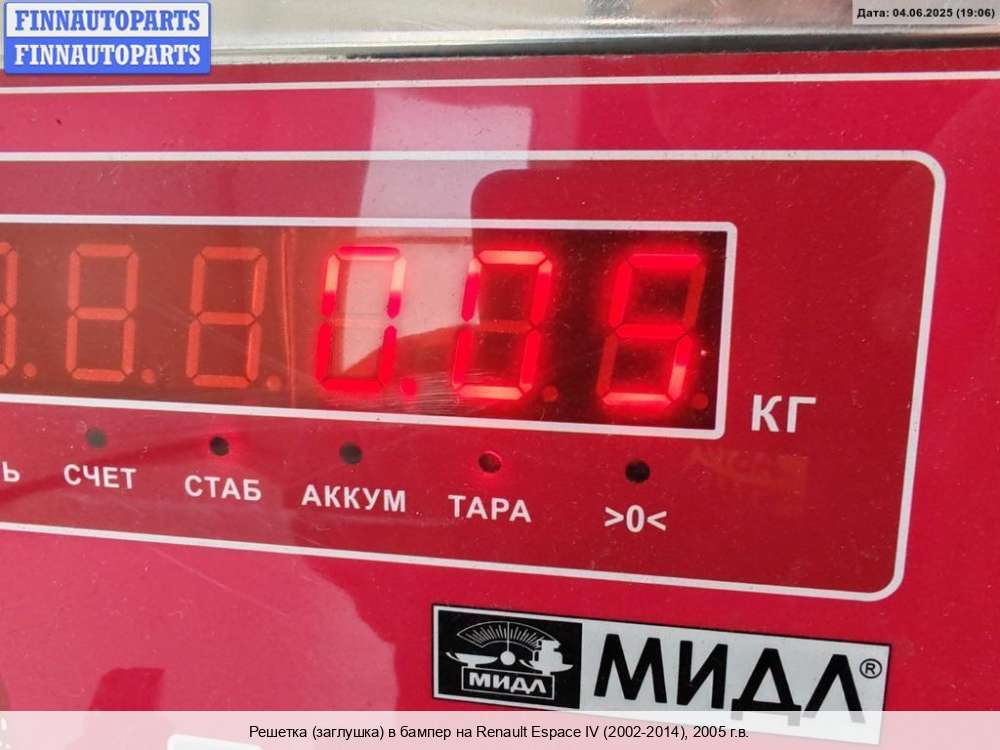 FINNAUTOPARTS
FINNAUTOPARTS
Дата: 04.06.2025 (19:06)
0.05
КГ
Ь СЧЕТ СТАБ АККУМ ТАРА >0<
МИДЛ МИДЛ®
Решетка (заглушка) в бампер на Renault Espace IV (2002-2014), 2005 г.в.